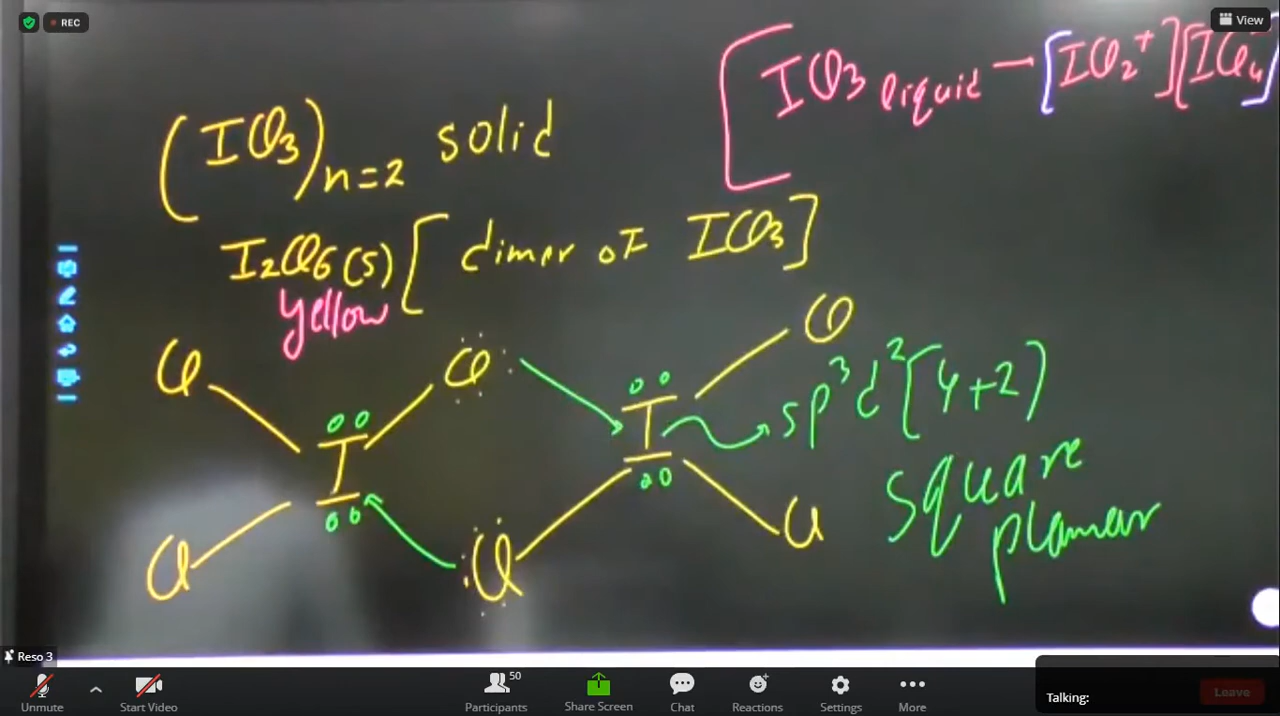 REC
View
ICl3 liquid → [ICl2+][ICl4-]
(ICl3)n=2 solid
I2Cl6(s) [dimer of ICl3]
yellow
Cl Cl I Cl
sp3d2(4+2)
Cl Cl Cl
I
square
planar
Reso 3
50
Talking:
Leave
Unmute
Start Video
Participants
Share Screen
Chat
Reactions
Settings
More